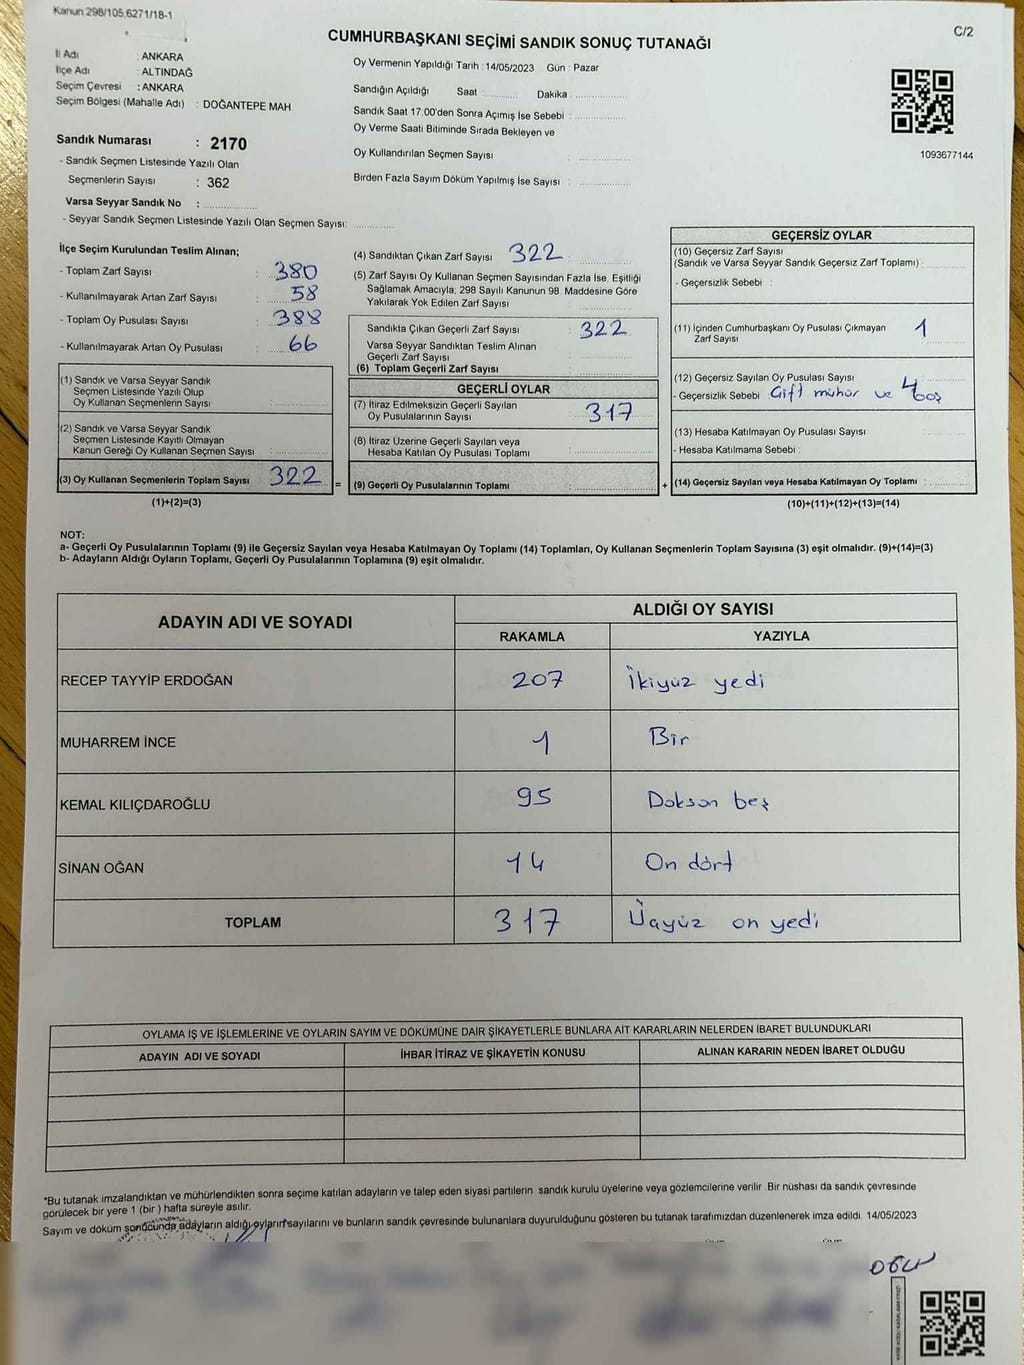 Kanun:298/105,6271/18-1
C/2
CUMHURBAŞKANI SEÇİMİ SANDIK SONUÇ TUTANAĞI
İl Adı : ANKARA
İlçe Adı : ALTINDAĞ
Seçim Çevresi : ANKARA
Seçim Bölgesi (Mahalle Adı) : DOĞANTEPE MAH
Oy Vermenin Yapıldığı Tarih : 14/05/2023 Gün : Pazar
Sandığın Açıldığı Saat : Dakika :
Sandık Saat 17:00'den Sonra Açımış İse Sebebi :
Oy Verme Saati Bitiminde Sırada Bekleyen ve
Oy Kullandırılan Seçmen Sayısı :
Birden Fazla Sayım Döküm Yapılmış İse Sayısı :
1093677144
Sandık Numarası : 2170
- Sandık Seçmen Listesinde Yazılı Olan
Seçmenlerin Sayısı : 362
Varsa Seyyar Sandık No :
- Seyyar Sandık Seçmen Listesinde Yazılı Olan Seçmen Sayısı:
İlçe Seçim Kurulundan Teslim Alınan;
- Toplam Zarf Sayısı : 380
- Kullanılmayarak Artan Zarf Sayısı : 58
- Toplam Oy Pusulası Sayısı : 388
- Kullanılmayarak Artan Oy Pusulası : 66
(1) Sandık ve Varsa Seyyar Sandık
Seçmen Listesinde Yazılı Olup
Oy Kullanan Seçmenlerin Sayısı :
(2) Sandık ve Varsa Seyyar Sandık
Seçmen Listesinde Kayıtlı Olmayan
Kanun Gereği Oy Kullanan Seçmen Sayısı :
(3) Oy Kullanan Seçmenlerin Toplam Sayısı 322
(1)+(2)=(3)
=
(4) Sandıktan Çıkan Zarf Sayısı : 322
(5) Zarf Sayısı Oy Kullanan Seçmen Sayısından Fazla İse, Eşitliği
Sağlamak Amacıyla, 298 Sayılı Kanunun 98. Maddesine Göre
Yakılarak Yok Edilen Zarf Sayısı :
Sandıkta Çıkan Geçerli Zarf Sayısı : 322
Varsa Seyyar Sandıktan Teslim Alınan
Geçerli Zarf Sayısı :
(6) Toplam Geçerli Zarf Sayısı :
GEÇERLİ OYLAR
(7) İtiraz Edilmeksizin Geçerli Sayılan
Oy Pusulalarının Sayısı : 317
(8) İtiraz Üzerine Geçerli Sayılan veya
Hesaba Katılan Oy Pusulası Toplamı :
(9) Geçerli Oy Pusulalarının Toplamı :
+
GEÇERSİZ OYLAR
(10) Geçersiz Zarf Sayısı
(Sandık ve Varsa Seyyar Sandık Geçersiz Zarf Toplamı) :
- Geçersizlik Sebebi :
(11) İçinden Cumhurbaşkanı Oy Pusulası Çıkmayan
Zarf Sayısı : 1
(12) Geçersiz Sayılan Oy Pusulası Sayısı : 4
- Geçersizlik Sebebi : Çift mühür ve boş
(13) Hesaba Katılmayan Oy Pusulası Sayısı :
- Hesaba Katılmama Sebebi :
(14) Geçersiz Sayılan veya Hesaba Katılmayan Oy Toplamı :
(10)+(11)+(12)+(13)=(14)
NOT:
a- Geçerli Oy Pusulalarının Toplamı (9) ile Geçersiz Sayılan veya Hesaba Katılmayan Oy Toplamı (14) Toplamları, Oy Kullanan Seçmenlerin Toplam Sayısına (3) eşit olmalıdır. (9)+(14)=(3)
b- Adayların Aldığı Oyların Toplamı, Geçerli Oy Pusulalarının Toplamına (9) eşit olmalıdır.
ADAYIN ADI VE SOYADI
ALDIĞI OY SAYISI
RAKAMLA YAZIYLA
RECEP TAYYİP ERDOĞAN 207 İkiyüz yedi
MUHARREM İNCE 1 Bir
KEMAL KILIÇDAROĞLU 95 Doksan beş
SİNAN OĞAN 14 On dört
TOPLAM 317 Üçyüz on yedi
OYLAMA İŞ VE İŞLEMLERİNE VE OYLARIN SAYIM VE DÖKÜMÜNE DAİR ŞİKAYETLERLE BUNLARA AİT KARARLARIN NELERDEN İBARET BULUNDUKLARI
ADAYIN ADI VE SOYADI İHBAR İTİRAZ VE ŞİKAYETİN KONUSU ALINAN KARARIN NEDEN İBARET OLDUĞU
*Bu tutanak imzalandıktan ve mühürlendikten sonra seçime katılan adayların ve talep eden siyasi partilerin sandık kurulu üyelerine veya gözlemcilerine verilir. Bir nüshası da sandık çevresinde
görülecek bir yere 1 (bir ) hafta süreyle asılır.
Sayım ve döküm sonucunda adayların aldığı oyların sayılarını ve bunların sandık çevresinde bulunanlara duyurulduğunu gösteren bu tutanak tarafımızdan düzenlenerek imza edildi. 14/05/2023